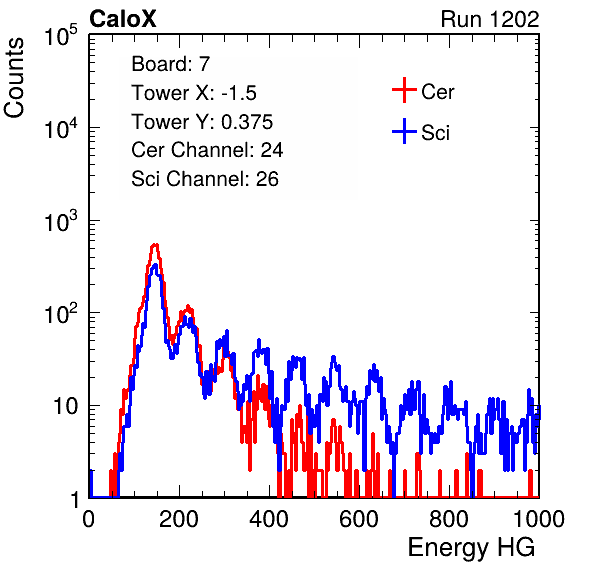 CaloX Run 1202
Counts
10^5
10^4
10^3
10^2
10
1
Board: 7
Tower X: -1.5
Tower Y: 0.375
Cer Channel: 24
Sci Channel: 26
Cer
Sci
0 200 400 600 800 1000
Energy HG